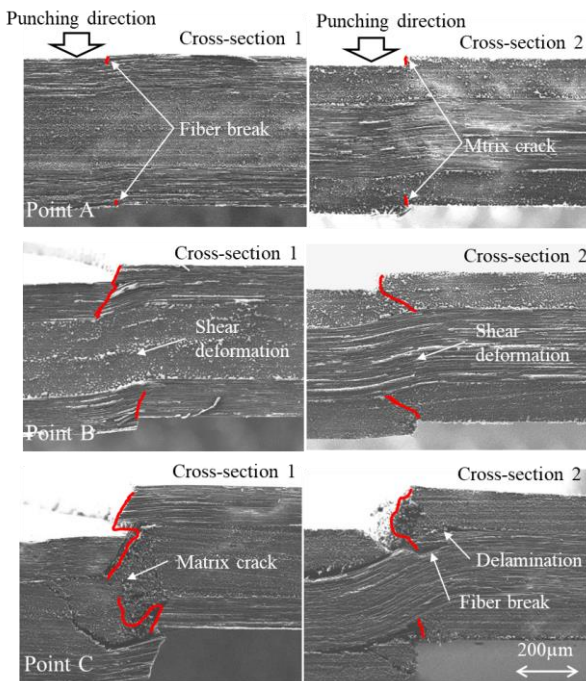 Punching direction
Cross-section 1
Fiber break
Point A
Punching direction
Cross-section 2
Mtrix crack
Cross-section 1
Shear
deformation
Point B
Cross-section 2
Shear
deformation
Cross-section 1
Matrix crack
Point C
Cross-section 2
Delamination
Fiber break
200μm